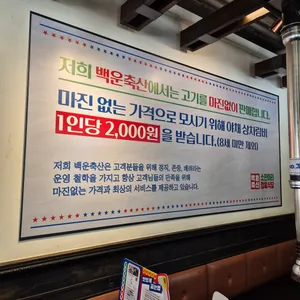 저희 백운축산에서는 고기를 마진없이 판매합니다.
마진 없는 가격으로 모시기 위해 야채 상차림비
1인당 2,000원 을 받습니다. (8세 미만 제외)
저희 백운축산은 고객분들을 위해 정직, 존중, 배려라는
운영 철학을 가지고 항상 고객님들의 만족을 위해
마진없는 가격과 최상의 서비스를 제공하고 있습니다.